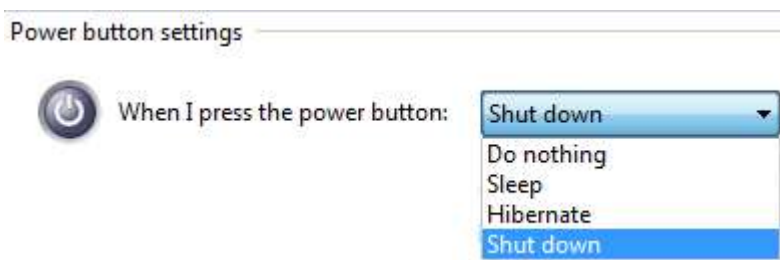 Power button settings
When I press the power button: Shut down
Do nothing
Sleep
Hibernate
Shut down